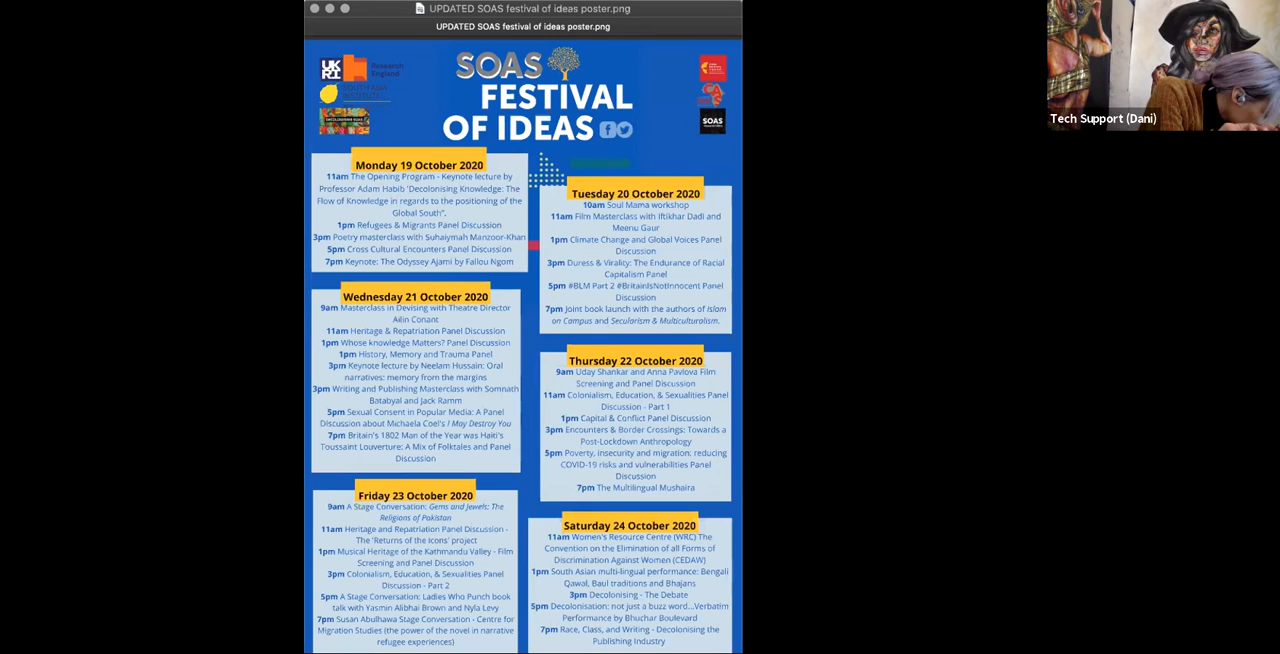 UPDATED SOAS festival of ideas poster.png
UPDATED SOAS festival of ideas poster.png
UK
RI
Research
England
SOUTH ASIA
INSTITUTE
DECOLONISING SOAS
SOAS
FESTIVAL
OF IDEAS
SOAS
Monday 19 October 2020
11am The Opening Program - Keynote lecture by
Professor Adam Habib 'Decolonising Knowledge: The
Flow of Knowledge in regards to the positioning of the
Global South".
1pm Refugees & Migrants Panel Discussion
3pm Poetry masterclass with Suhaiymah Manzoor-Khan
5pm Cross Cultural Encounters Panel Discussion
7pm Keynote: The Odyssey Ajami by Fallou Ngom
Tuesday 20 October 2020
10am Soul Mama workshop
11am Film Masterclass with Iftikhar Dadi and
Meenu Gaur
1pm Climate Change and Global Voices Panel
Discussion
3pm Duress & Virality: The Endurance of Racial
Capitalism Panel
5pm #BLM Part 2 #BritainIsNotInnocent Panel
Discussion
7pm Joint book launch with the authors of Islam
on Campus and Secularism & Multiculturalism.
Wednesday 21 October 2020
9am Masterclass in Devising with Theatre Director
Ailin Conant
11am Heritage & Repatriation Panel Discussion
1pm Whose knowledge Matters? Panel Discussion
1pm History, Memory and Trauma Panel
3pm Keynote lecture by Neelam Hussain: Oral
narratives: memory from the margins
3pm Writing and Publishing Masterclass with Somnath
Batabyal and Jack Ramm
5pm Sexual Consent in Popular Media: A Panel
Discussion about Michaela Coel's I May Destroy You
7pm Britain's 1802 Man of the Year was Haiti's
Toussaint Louverture: A Mix of Folktales and Panel
Discussion
Thursday 22 October 2020
9am Uday Shankar and Anna Pavlova Film
Screening and Panel Discussion
11am Colonialism, Education, & Sexualities Panel
Discussion - Part 1
1pm Capital & Conflict Panel Discussion
3pm Encounters & Border Crossings: Towards a
Post-Lockdown Anthropology
5pm Poverty, insecurity and migration: reducing
COVID-19 risks and vulnerabilities Panel
Discussion
7pm The Multilingual Mushaira
Friday 23 October 2020
9am A Stage Conversation: Gems and Jewels: The
Religions of Pakistan
11am Heritage and Repatriation Panel Discussion -
The 'Returns of the Icons' project
1pm Musical Heritage of the Kathmandu Valley - Film
Screening and Panel Discussion
3pm Colonialism, Education, & Sexualities Panel
Discussion - Part 2
5pm A Stage Conversation: Ladies Who Punch book
talk with Yasmin Alibhai Brown and Nyla Levy
7pm Susan Abulhawa Stage Conversation - Centre for
Migration Studies (the power of the novel in narrative
refugee experiences)
Saturday 24 October 2020
11am Women's Resource Centre (WRC) The
Convention on the Elimination of all Forms of
Discrimination Against Women (CEDAW)
1pm South Asian multi-lingual performance: Bengali
Qawal, Baul traditions and Bhajans
3pm Decolonising - The Debate
5pm Decolonisation: not just a buzz word...Verbatim
Performance by Bhuchar Boulevard
7pm Race, Class, and Writing - Decolonising the
Publishing Industry
Tech Support (Dani)